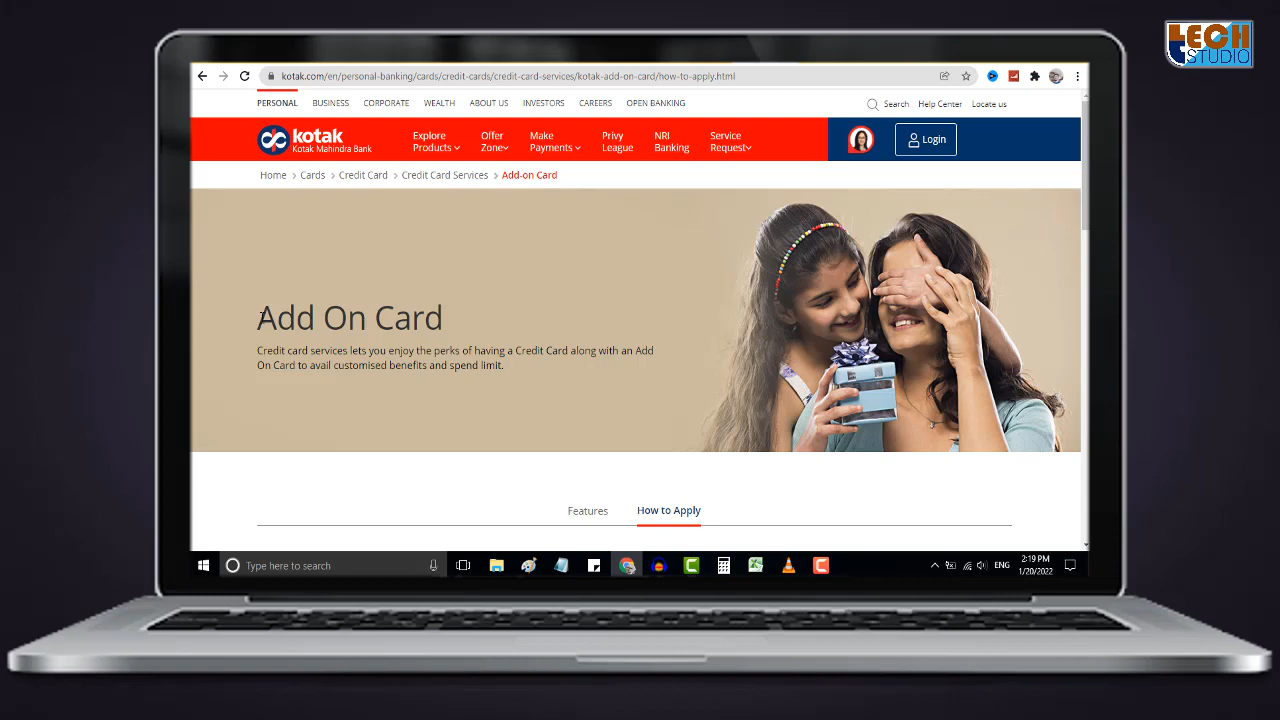 LECH
STUDIO
kotak.com/en/personal-banking/cards/credit-cards/credit-card-services/kotak-add-on-card/how-to-apply.html
PERSONAL BUSINESS CORPORATE WEALTH ABOUT US INVESTORS CAREERS OPEN BANKING Search Help Center Locate us
kotak
Kotak Mahindra Bank
Explore
Products
Offer
Zone
Make
Payments
Privy
League
NRI
Banking
Service
Request
Login
Home > Cards > Credit Card > Credit Card Services > Add-on Card
Add On Card
Credit card services lets you enjoy the perks of having a Credit Card along with an Add
On Card to avail customised benefits and spend limit.
Features How to Apply
Type here to search
ENG
2:19 PM
1/20/2022